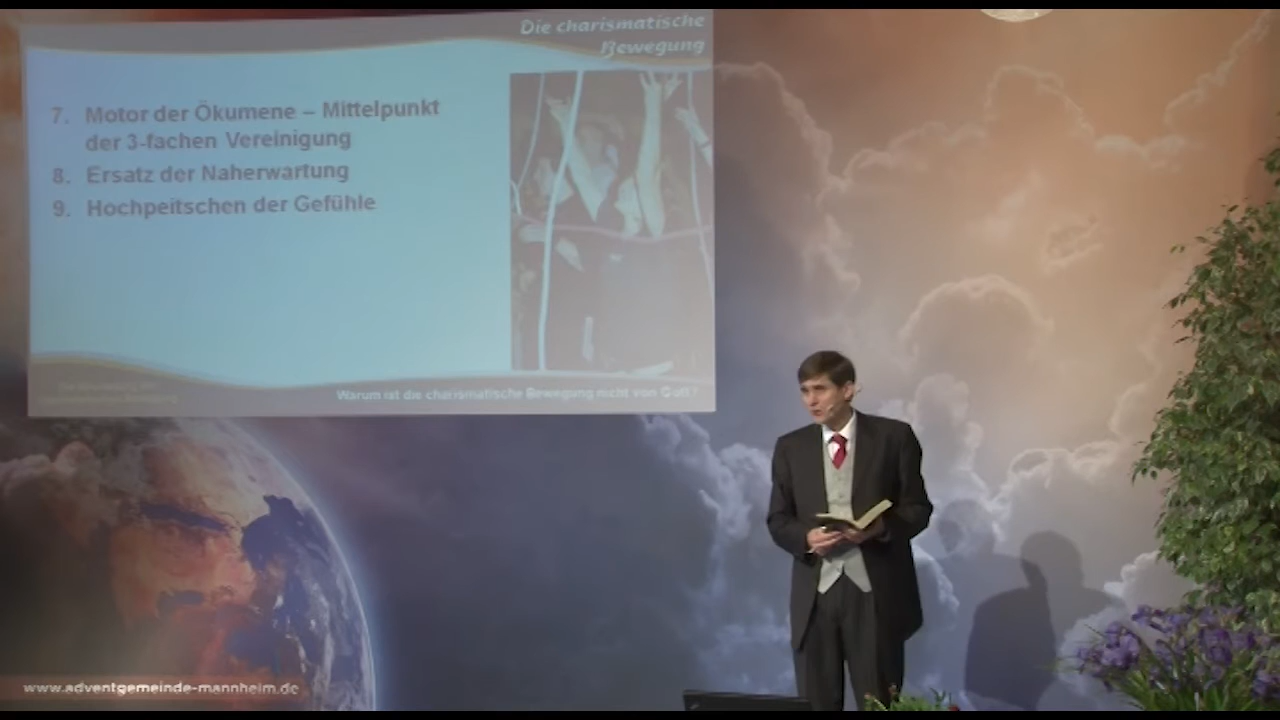 Die charismatische
Bewegung
7. Motor der Ökumene – Mittelpunkt
der 3-fachen Vereinigung
8. Ersatz der Naherwartung
9. Hochpeitschen der Gefühle
Warum ist die charismatische Bewegung nicht von Gott?
www.adventgemeinde-mannheim.de